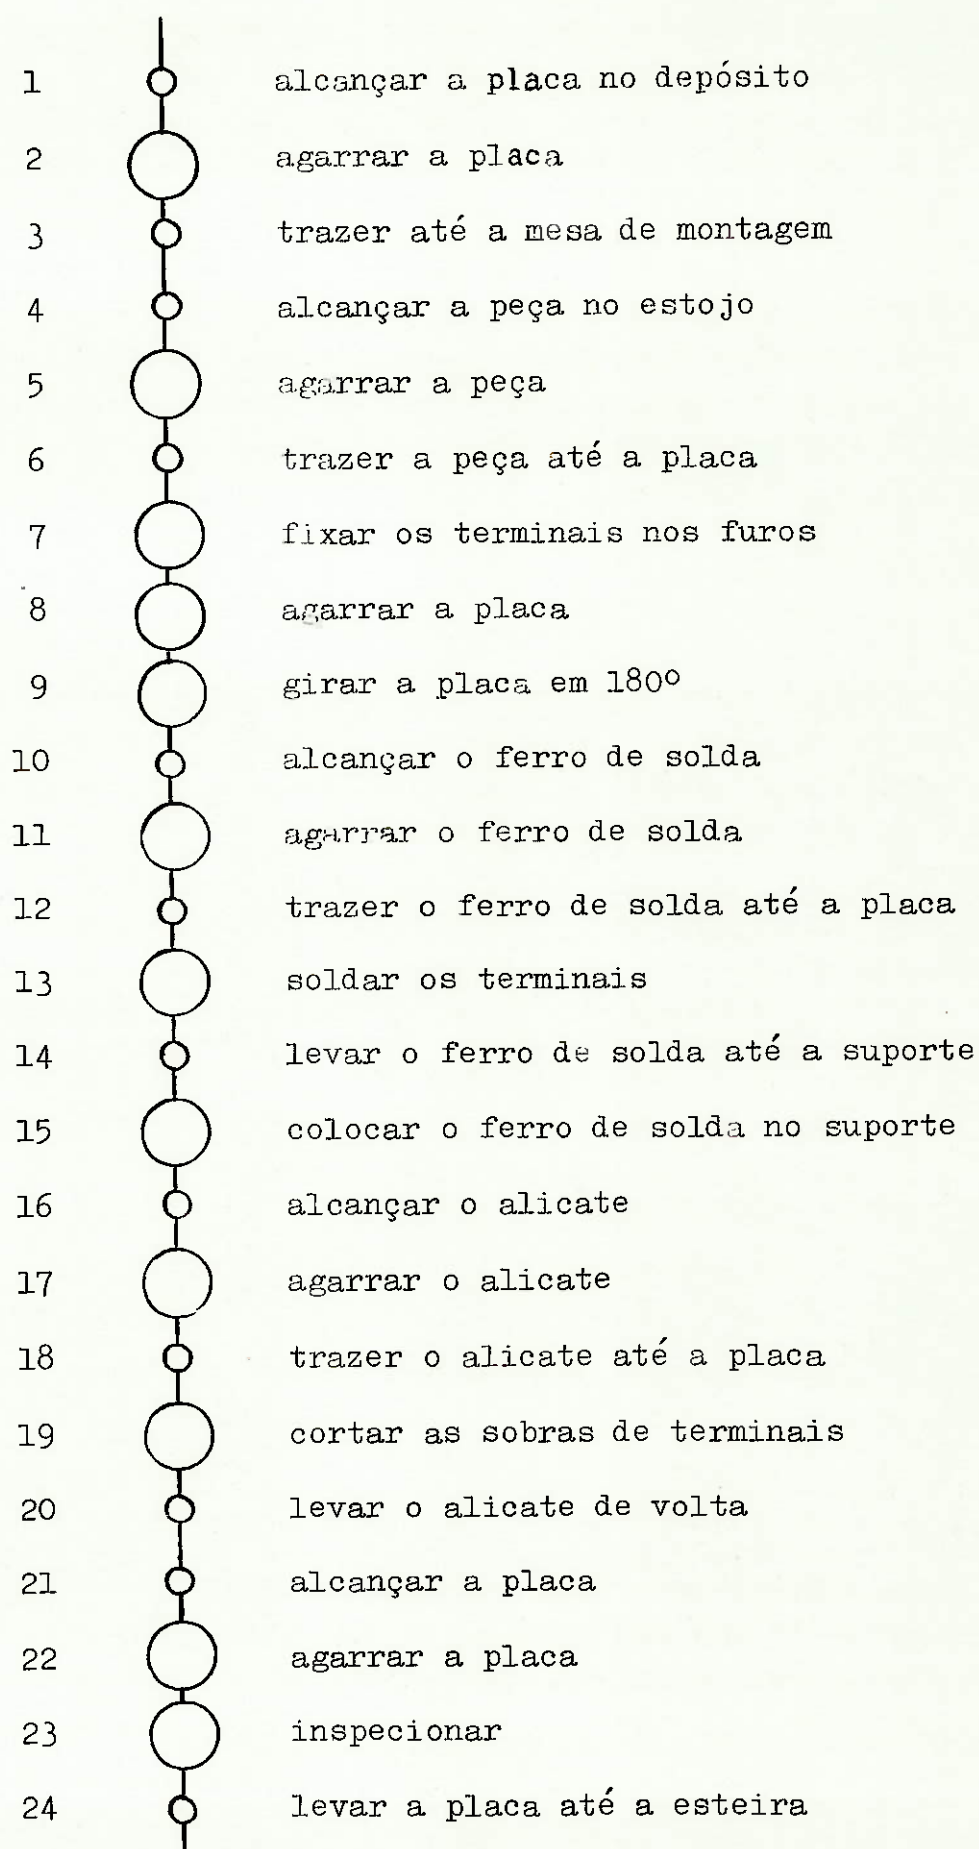 1 alcançar a placa no depósito
2 agarrar a placa
3 trazer até a mesa de montagem
4 alcançar a peça no estojo
5 agarrar a peça
6 trazer a peça até a placa
7 fixar os terminais nos furos
8 agarrar a placa
9 girar a placa em 180º
10 alcançar o ferro de solda
11 agarrar o ferro de solda
12 trazer o ferro de solda até a placa
13 soldar os terminais
14 levar o ferro de solda até a suporte
15 colocar o ferro de solda no suporte
16 alcançar o alicate
17 agarrar o alicate
18 trazer o alicate até a placa
19 cortar as sobras de terminais
20 levar o alicate de volta
21 alcançar a placa
22 agarrar a placa
23 inspecionar
24 levar a placa até a esteira